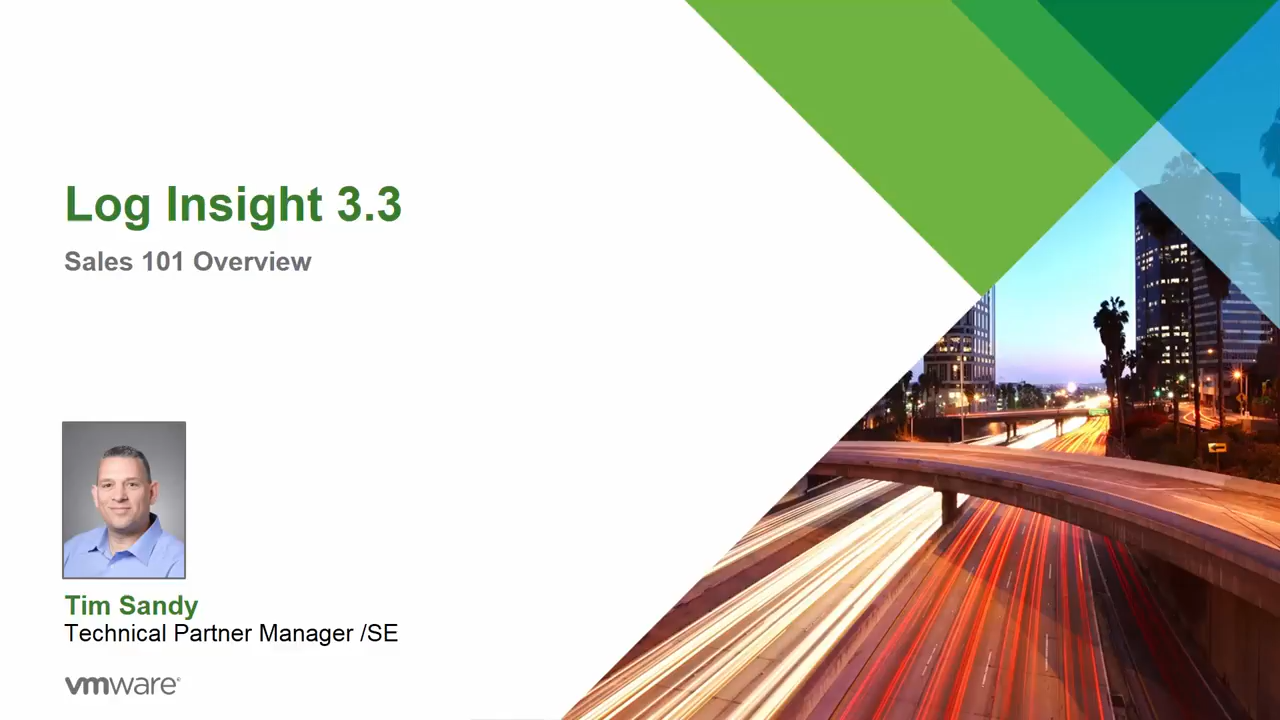 Log Insight 3.3
Sales 101 Overview
Tim Sandy
Technical Partner Manager /SE
vmware®